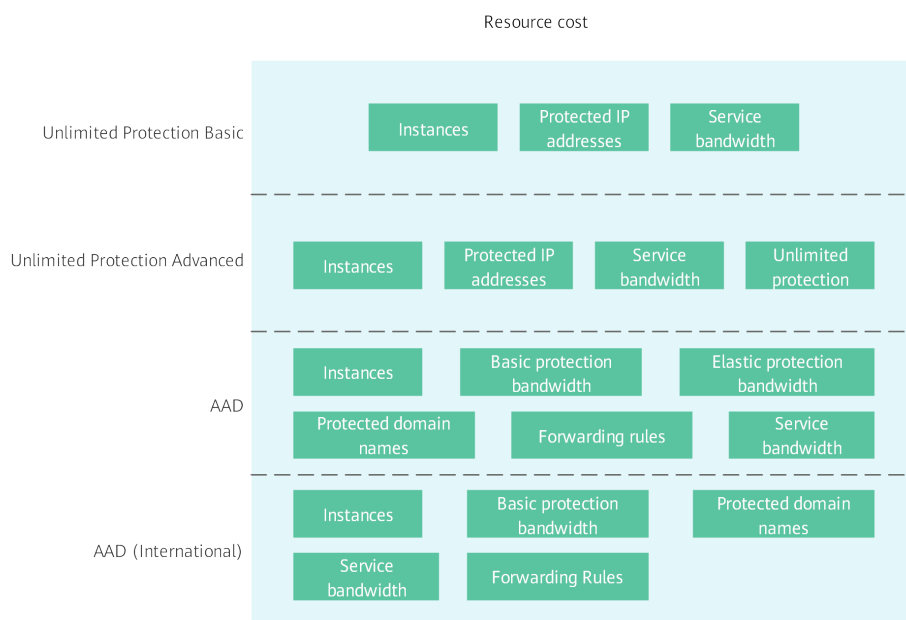 Resource cost
Unlimited Protection Basic
Instances
Protected IP
addresses
Service
bandwidth
Unlimited Protection Advanced
Instances
Protected IP
addresses
Service
bandwidth
Unlimited
protection
AAD
Instances
Basic protection
bandwidth
Elastic protection
bandwidth
Protected domain
names
Forwarding rules
Service
bandwidth
AAD (International)
Instances
Basic protection
bandwidth
Protected domain
names
Service
bandwidth
Forwarding Rules